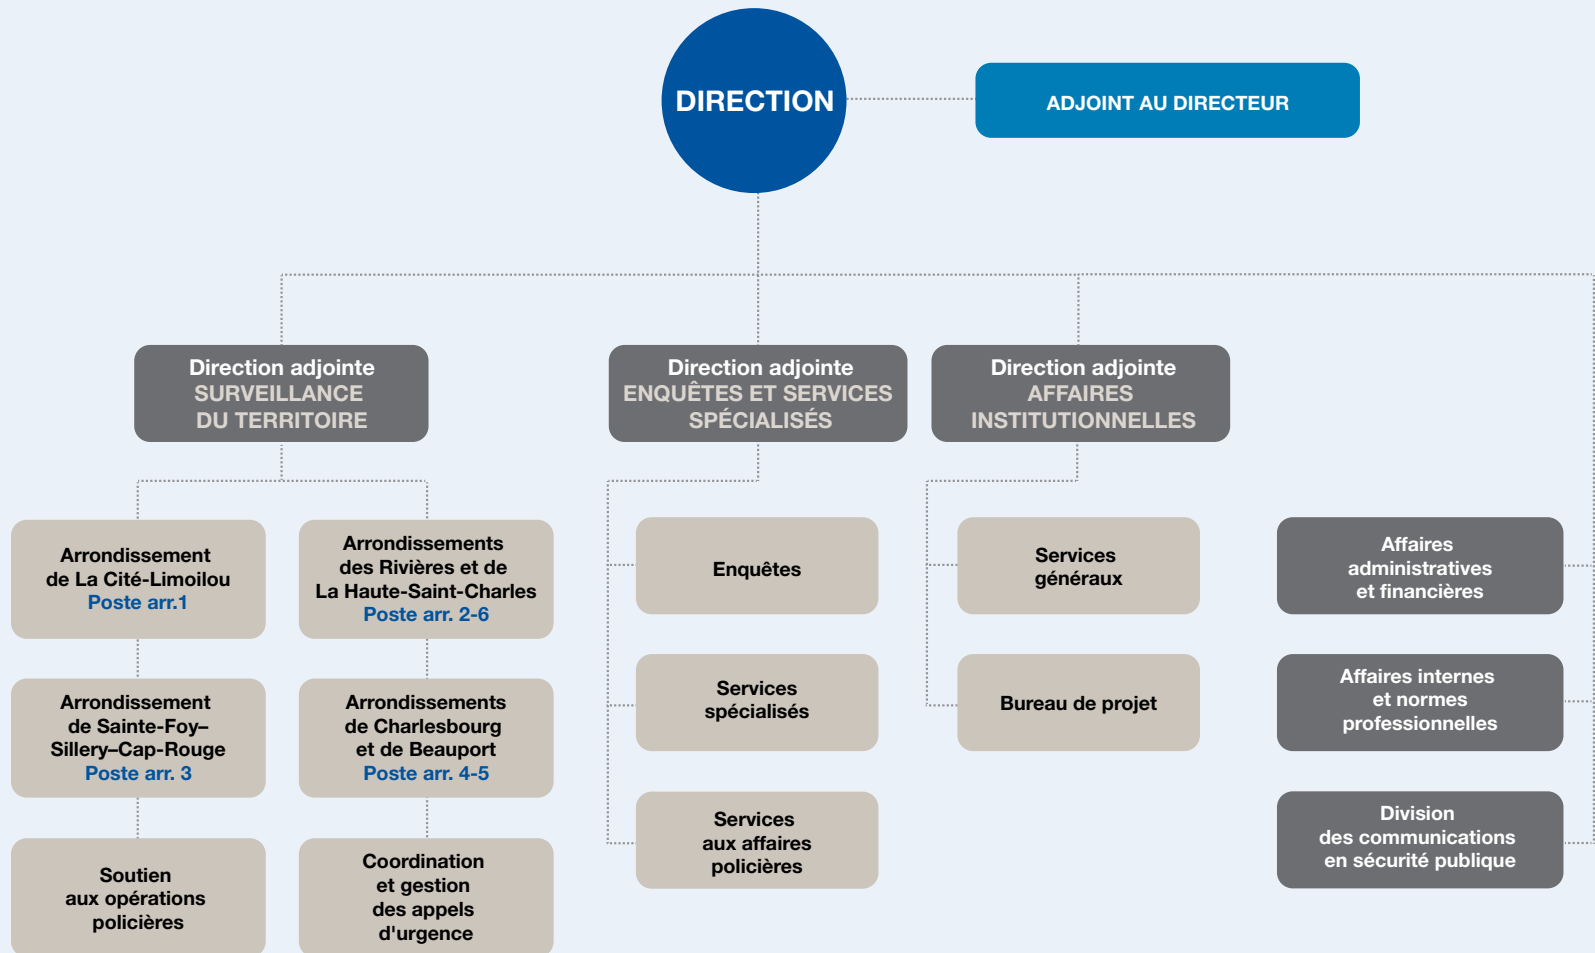 DIRECTION
ADJOINT AU DIRECTEUR
Direction adjointe
SURVEILLANCE
DU TERRITOIRE
Direction adjointe
ENQUÊTES ET SERVICES
SPÉCIALISÉS
Direction adjointe
AFFAIRES
INSTITUTIONNELLES
Arrondissement
de La Cité-Limoilou
Poste arr.1
Arrondissements
des Rivières et de
La Haute-Saint-Charles
Poste arr. 2-6
Arrondissement
de Sainte-Foy–
Sillery–Cap-Rouge
Poste arr. 3
Arrondissements
de Charlesbourg
et de Beauport
Poste arr. 4-5
Soutien
aux opérations
policières
Coordination
et gestion
des appels
d'urgence
Enquêtes
Services
spécialisés
Services
aux affaires
policières
Services
généraux
Bureau de projet
Affaires
administratives
et financières
Affaires internes
et normes
professionnelles
Division
des communications
en sécurité publique